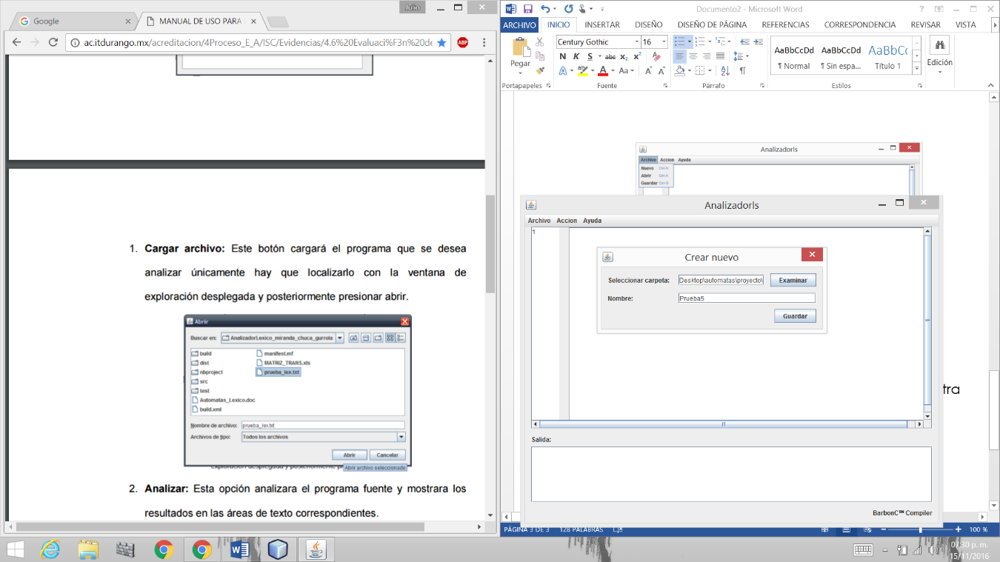 Julio
Google
MANUAL DE USO PARA
ac.itdurango.mx/acreditacion/4Proceso_E_A/ISC/Evidencias/4.6%20Evaluaci%F3n%20de
ABP
1. Cargar archivo: Este botón cargará el programa que se desea
analizar únicamente hay que localizarlo con la ventana de
exploración desplegada y posteriormente presionar abrir.
Abrir
Buscar en: AnalizadorLexico_miranda_chuca_gurrola
build
manifest.mf
dist
MATRIZ_TRANS.xls
nbproject
prueba_lex.txt
src
test
Automatas_Lexico.doc
build.xml
Nombre de archivo: prueba_lex.txt
Archivos de tipo: Todos los archivos
Abrir Cancelar
Abrir archivo seleccionado
2. Analizar: Esta opción analizara el programa fuente y mostrara los
resultados en las áreas de texto correspondientes.
Documento2 - Microsoft Word
ARCHIVO INICIO INSERTAR DISEÑO DISEÑO DE PÁGINA REFERENCIAS CORRESPONDENCIA REVISAR VISTA
Pegar
Century Gothic 16
N K S abc x₂ x²
A A Aa A A
AaBbCcDd AaBbCcDd AaBbCc
¶ Normal ¶ Sin espa... Título 1
Edición
Portapapeles Fuente Párrafo Estilos
Analizadorls
Archivo Accion Ayuda
Nuevo Ctrl-N
Abrir Ctrl-A
Guardar Ctrl-G
Analizadorls
Archivo Accion Ayuda
1
Crear nuevo
Seleccionar carpeta: Desktop\automatas\proyecto\ Examinar
Nombre: Prueba5
Guardar
tra
Salida:
BarbonC™ Compiler
PÁGINA 3 DE 3 128 PALABRAS 100 %
07:30 p. m.
15/11/2016